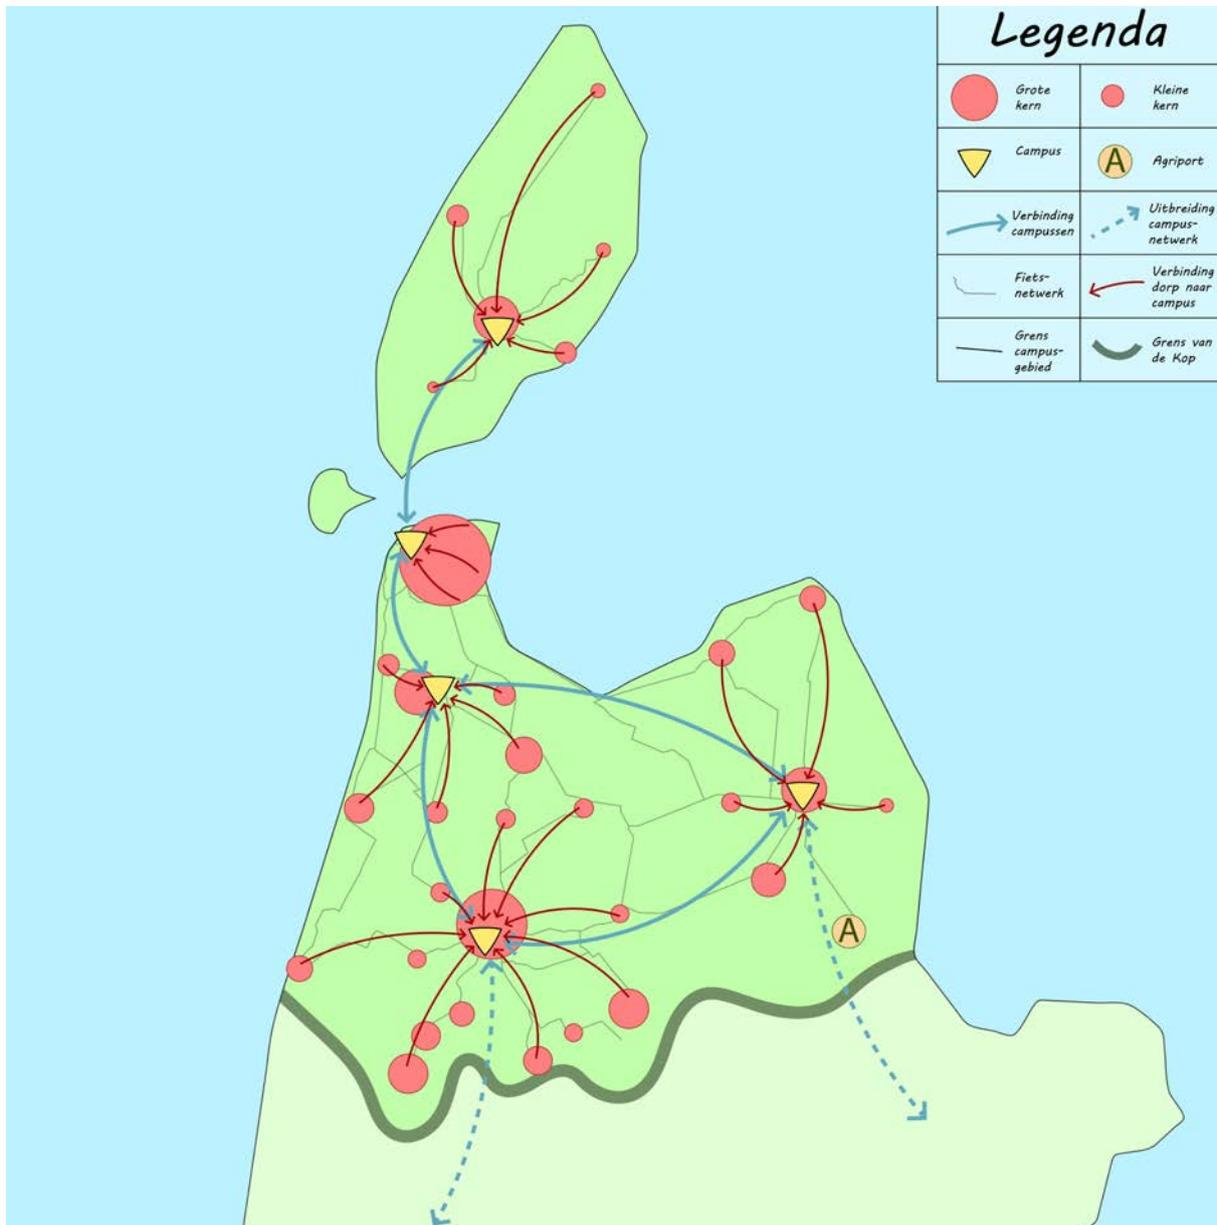 Legenda
Grote
kern
Kleine
kern
Campus
A
Agriport
Verbinding
campussen
Uitbreiding
campus-
netwerk
Fiets-
netwerk
Verbinding
dorp naar
campus
Grens
campus-
gebied
Grens van
de Kop
A